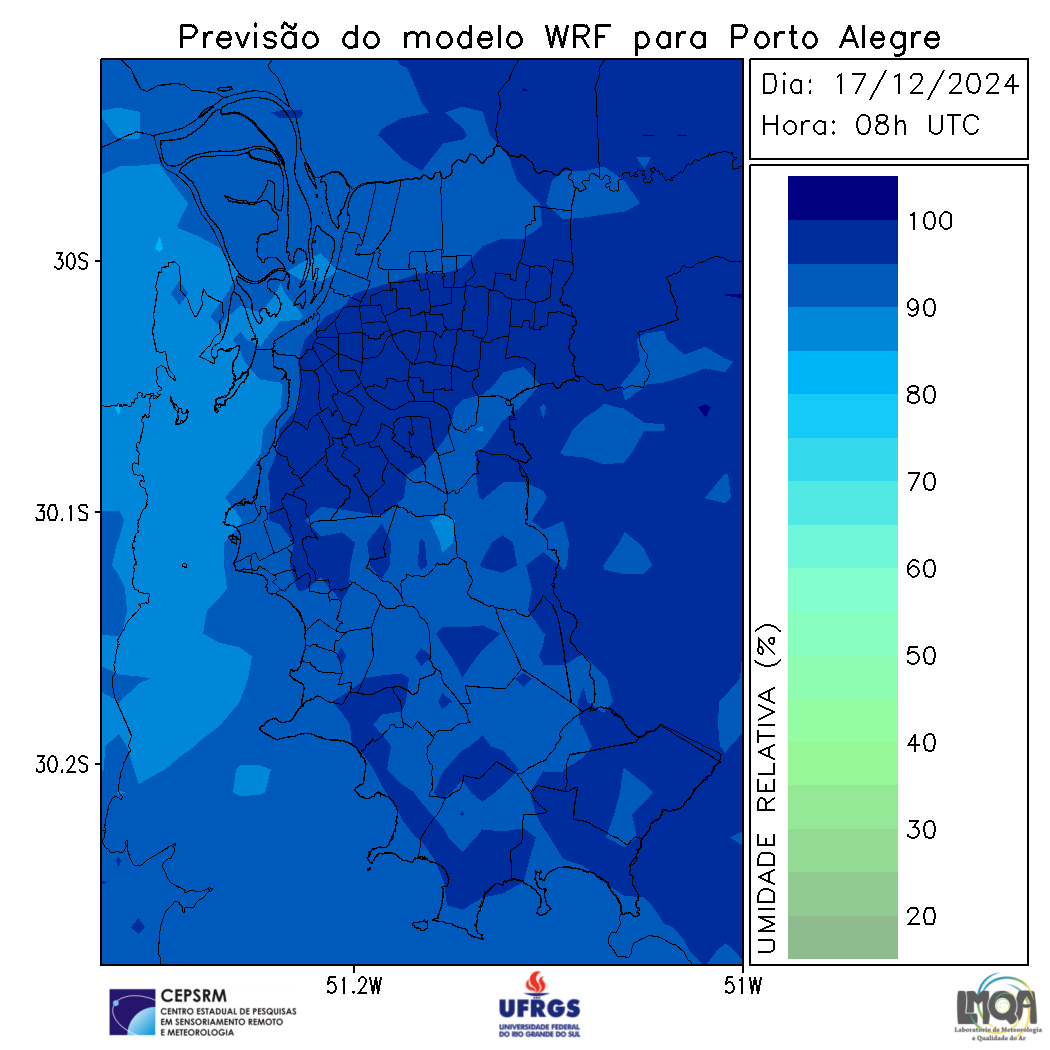 Previsão do modelo WRF para Porto Alegre
Dia: 17/12/2024
Hora: 08h UTC
100
90
80
70
60
50
40
30
20
UMIDADE RELATIVA (%)
30S
30.1S
30.2S
51.2W
51W
CEPSRM
CENTRO ESTADUAL DE PESQUISAS
EM SENSORIAMENTO REMOTO
E METEOROLOGIA
UFRGS
UNIVERSIDADE FEDERAL
DO RIO GRANDE DO SUL
LMQA
Laboratório de Meteorologia
e Qualidade do Ar